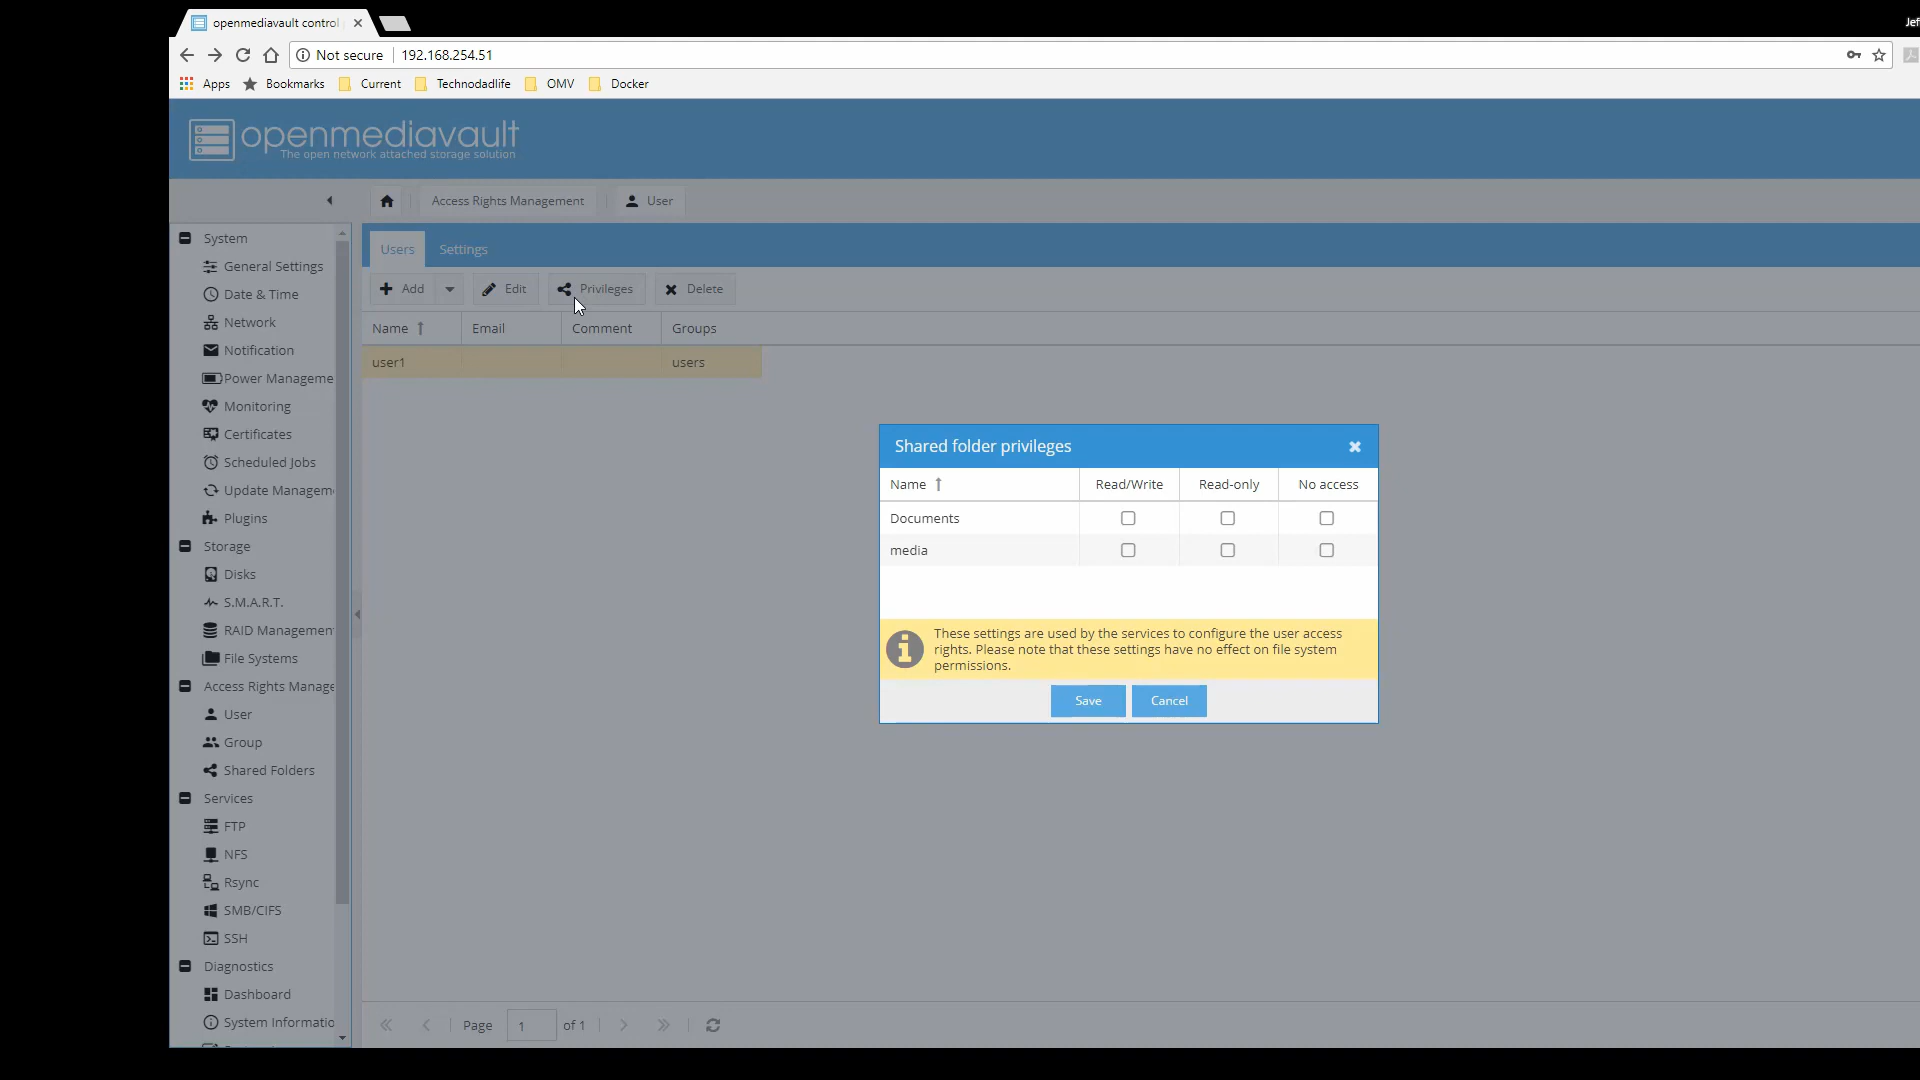 openmediavault control
Jef
Not secure 192.168.254.51
Apps Bookmarks Current Technodadlife OMV Docker
openmediavault
The open network attached storage solution
Access Rights Management User
Users Settings
Add Edit Privileges Delete
Name Email Comment Groups
user1 users
System
General Settings
Date & Time
Network
Notification
Power Manageme
Monitoring
Certificates
Scheduled Jobs
Update Managem
Plugins
Storage
Disks
S.M.A.R.T.
RAID Managemen
File Systems
Access Rights Manage
User
Group
Shared Folders
Services
FTP
NFS
Rsync
SMB/CIFS
SSH
Diagnostics
Dashboard
System Informatio
Shared folder privileges
Name Read/Write Read-only No access
Documents
media
These settings are used by the services to configure the user access
rights. Please note that these settings have no effect on file system
permissions.
Save Cancel
Page 1 of 1